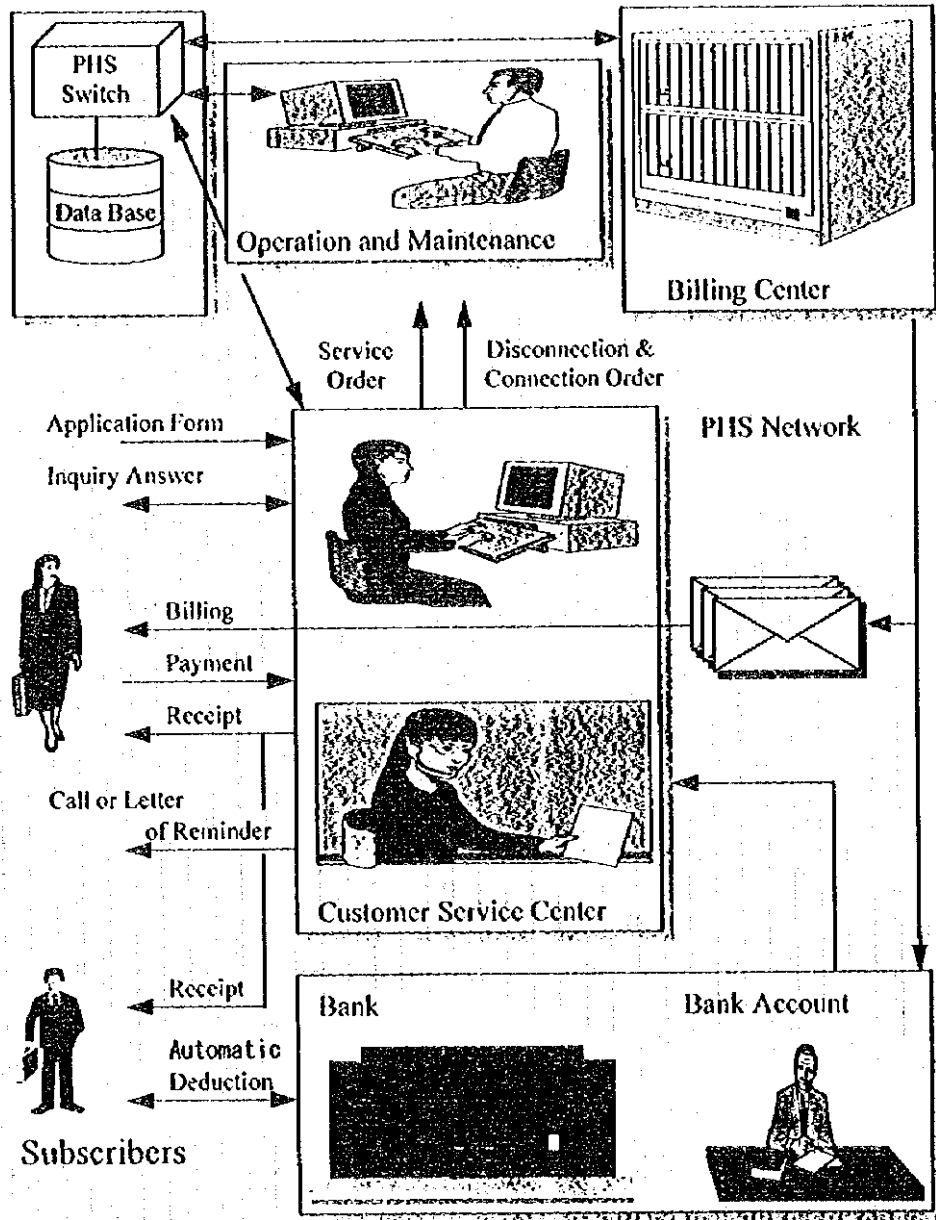 PHS
Switch
Data Base
Operation and Maintenance
Billing Center
Service
Order
Disconnection &
Connection Order
Application Form
PHS Network
Inquiry Answer
Billing
Payment
Receipt
Call or Letter
of Reminder
Customer Service Center
Receipt
Bank
Bank Account
Automatic
Deduction
Subscribers